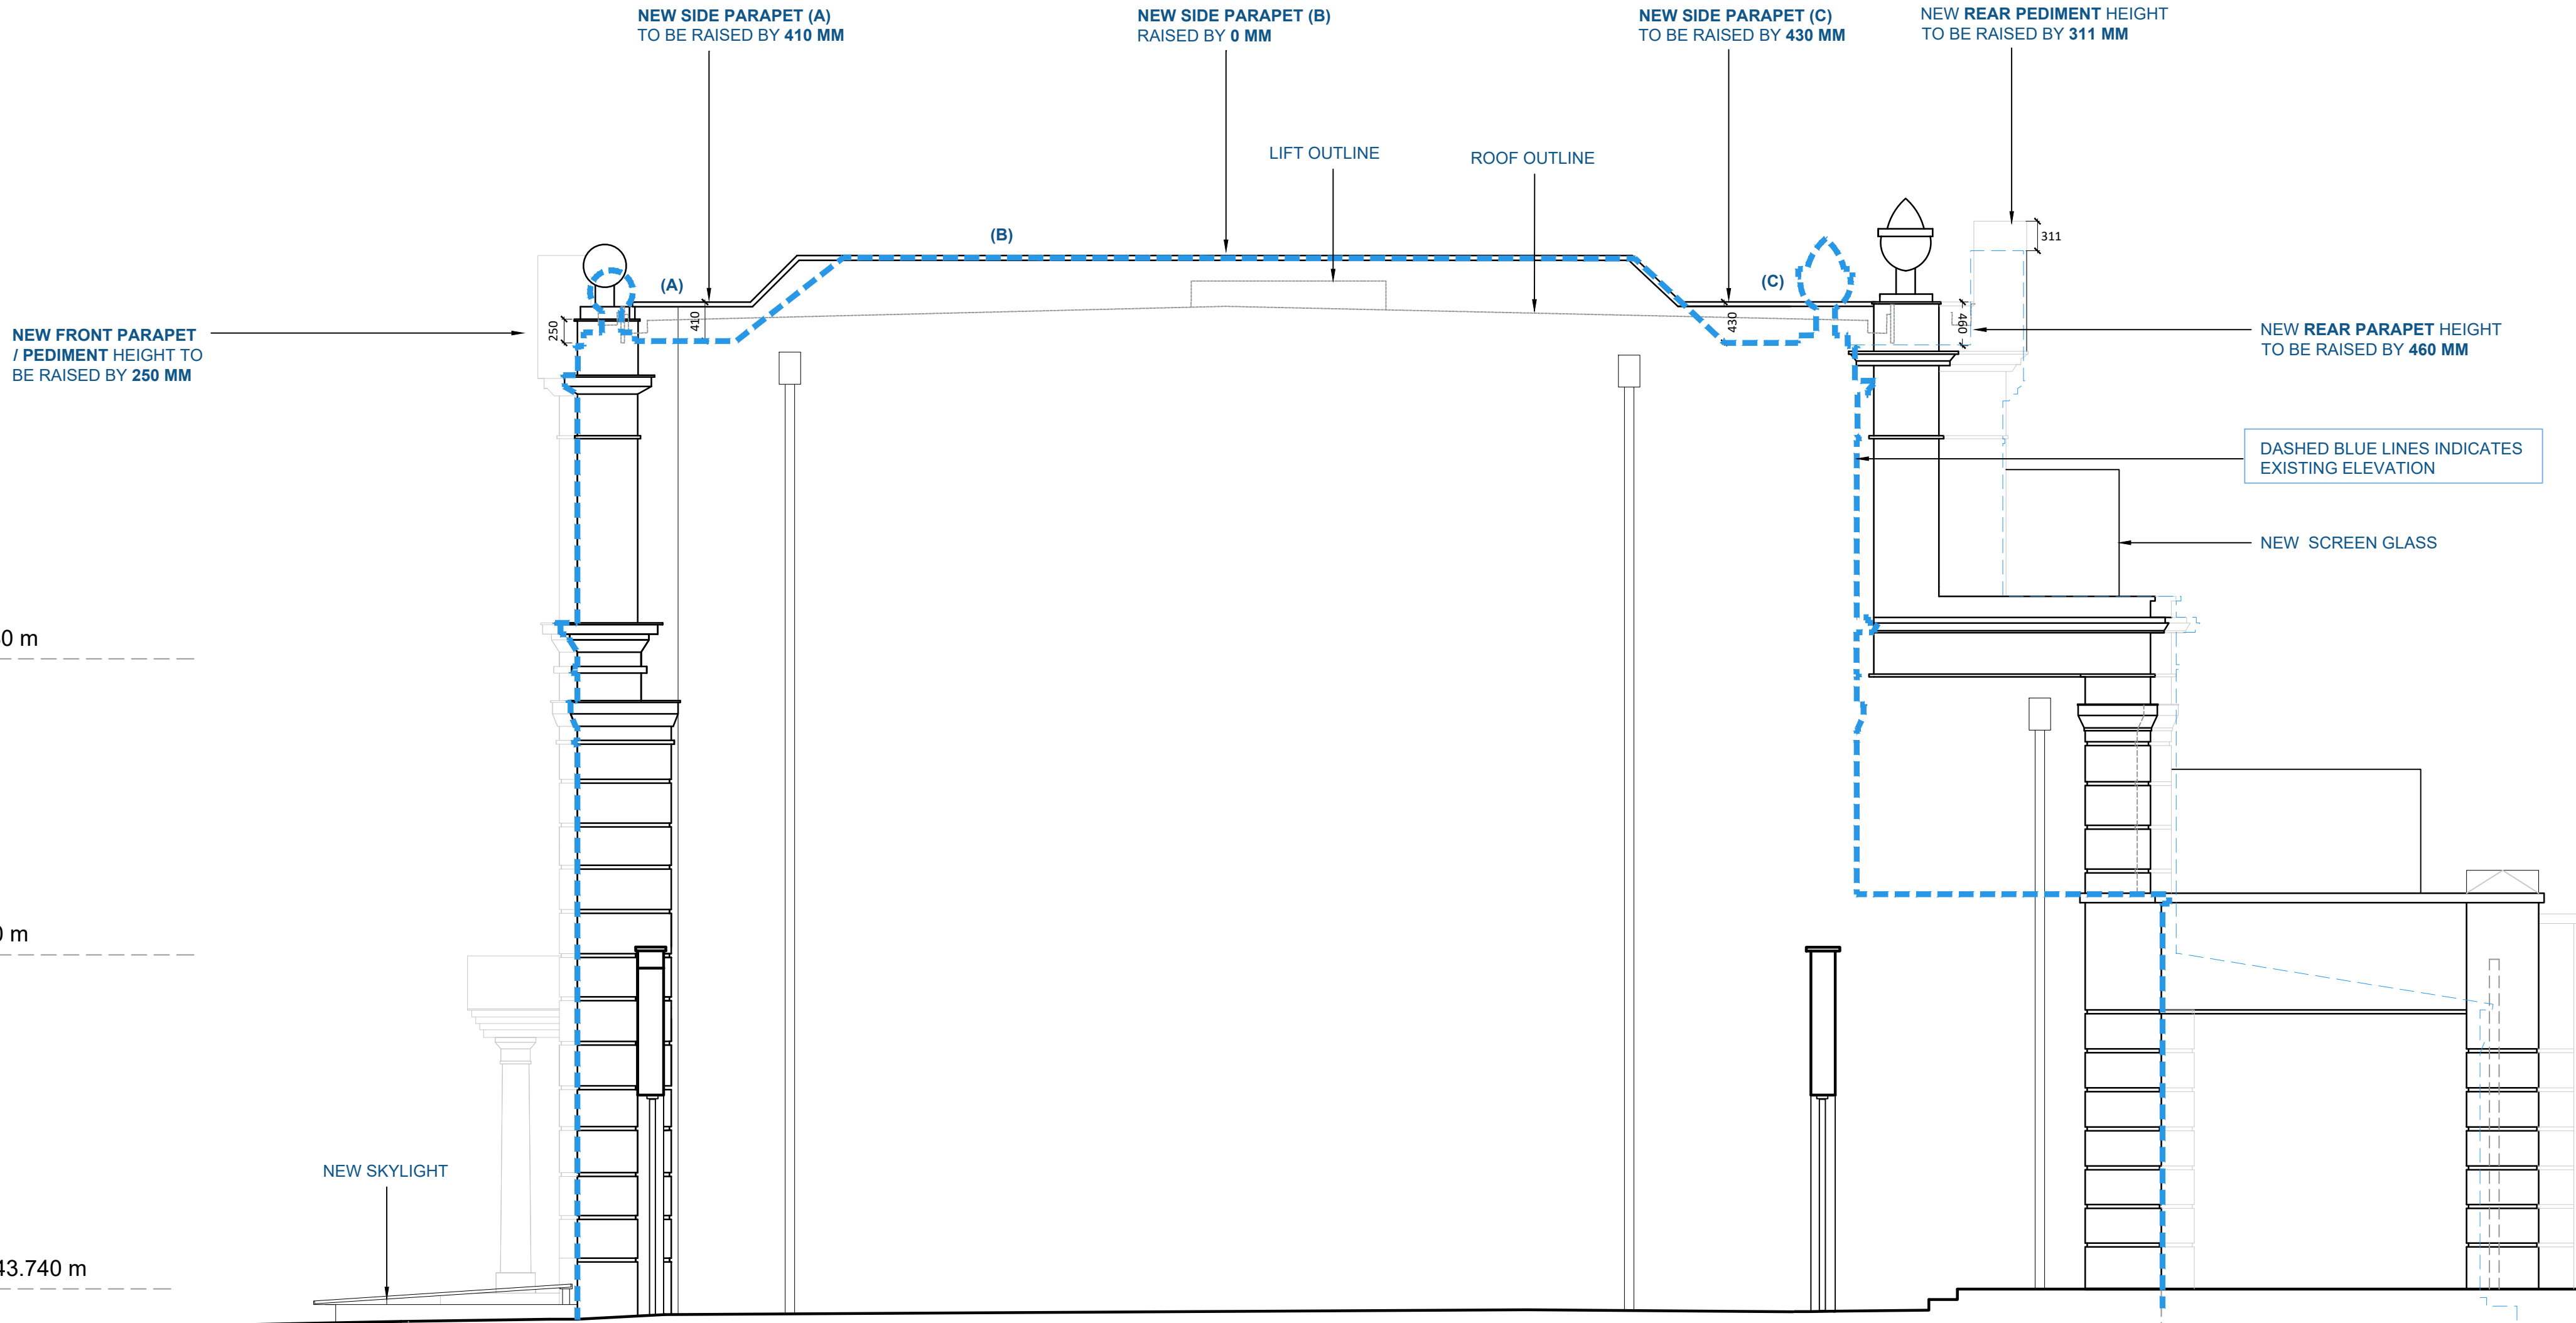 NEW SIDE PARAPET (A)
TO BE RAISED BY 410 MM
NEW SIDE PARAPET (B)
RAISED BY 0 MM
NEW SIDE PARAPET (C)
TO BE RAISED BY 430 MM
NEW REAR PEDIMENT HEIGHT
TO BE RAISED BY 311 MM
LIFT OUTLINE
ROOF OUTLINE
(B)
311
(A)
(C)
250
410
430
460
NEW FRONT PARAPET
/ PEDIMENT HEIGHT TO
BE RAISED BY 250 MM
NEW REAR PARAPET HEIGHT
TO BE RAISED BY 460 MM
DASHED BLUE LINES INDICATES
EXISTING ELEVATION
NEW SCREEN GLASS
0 m
0 m
NEW SKYLIGHT
43.740 m